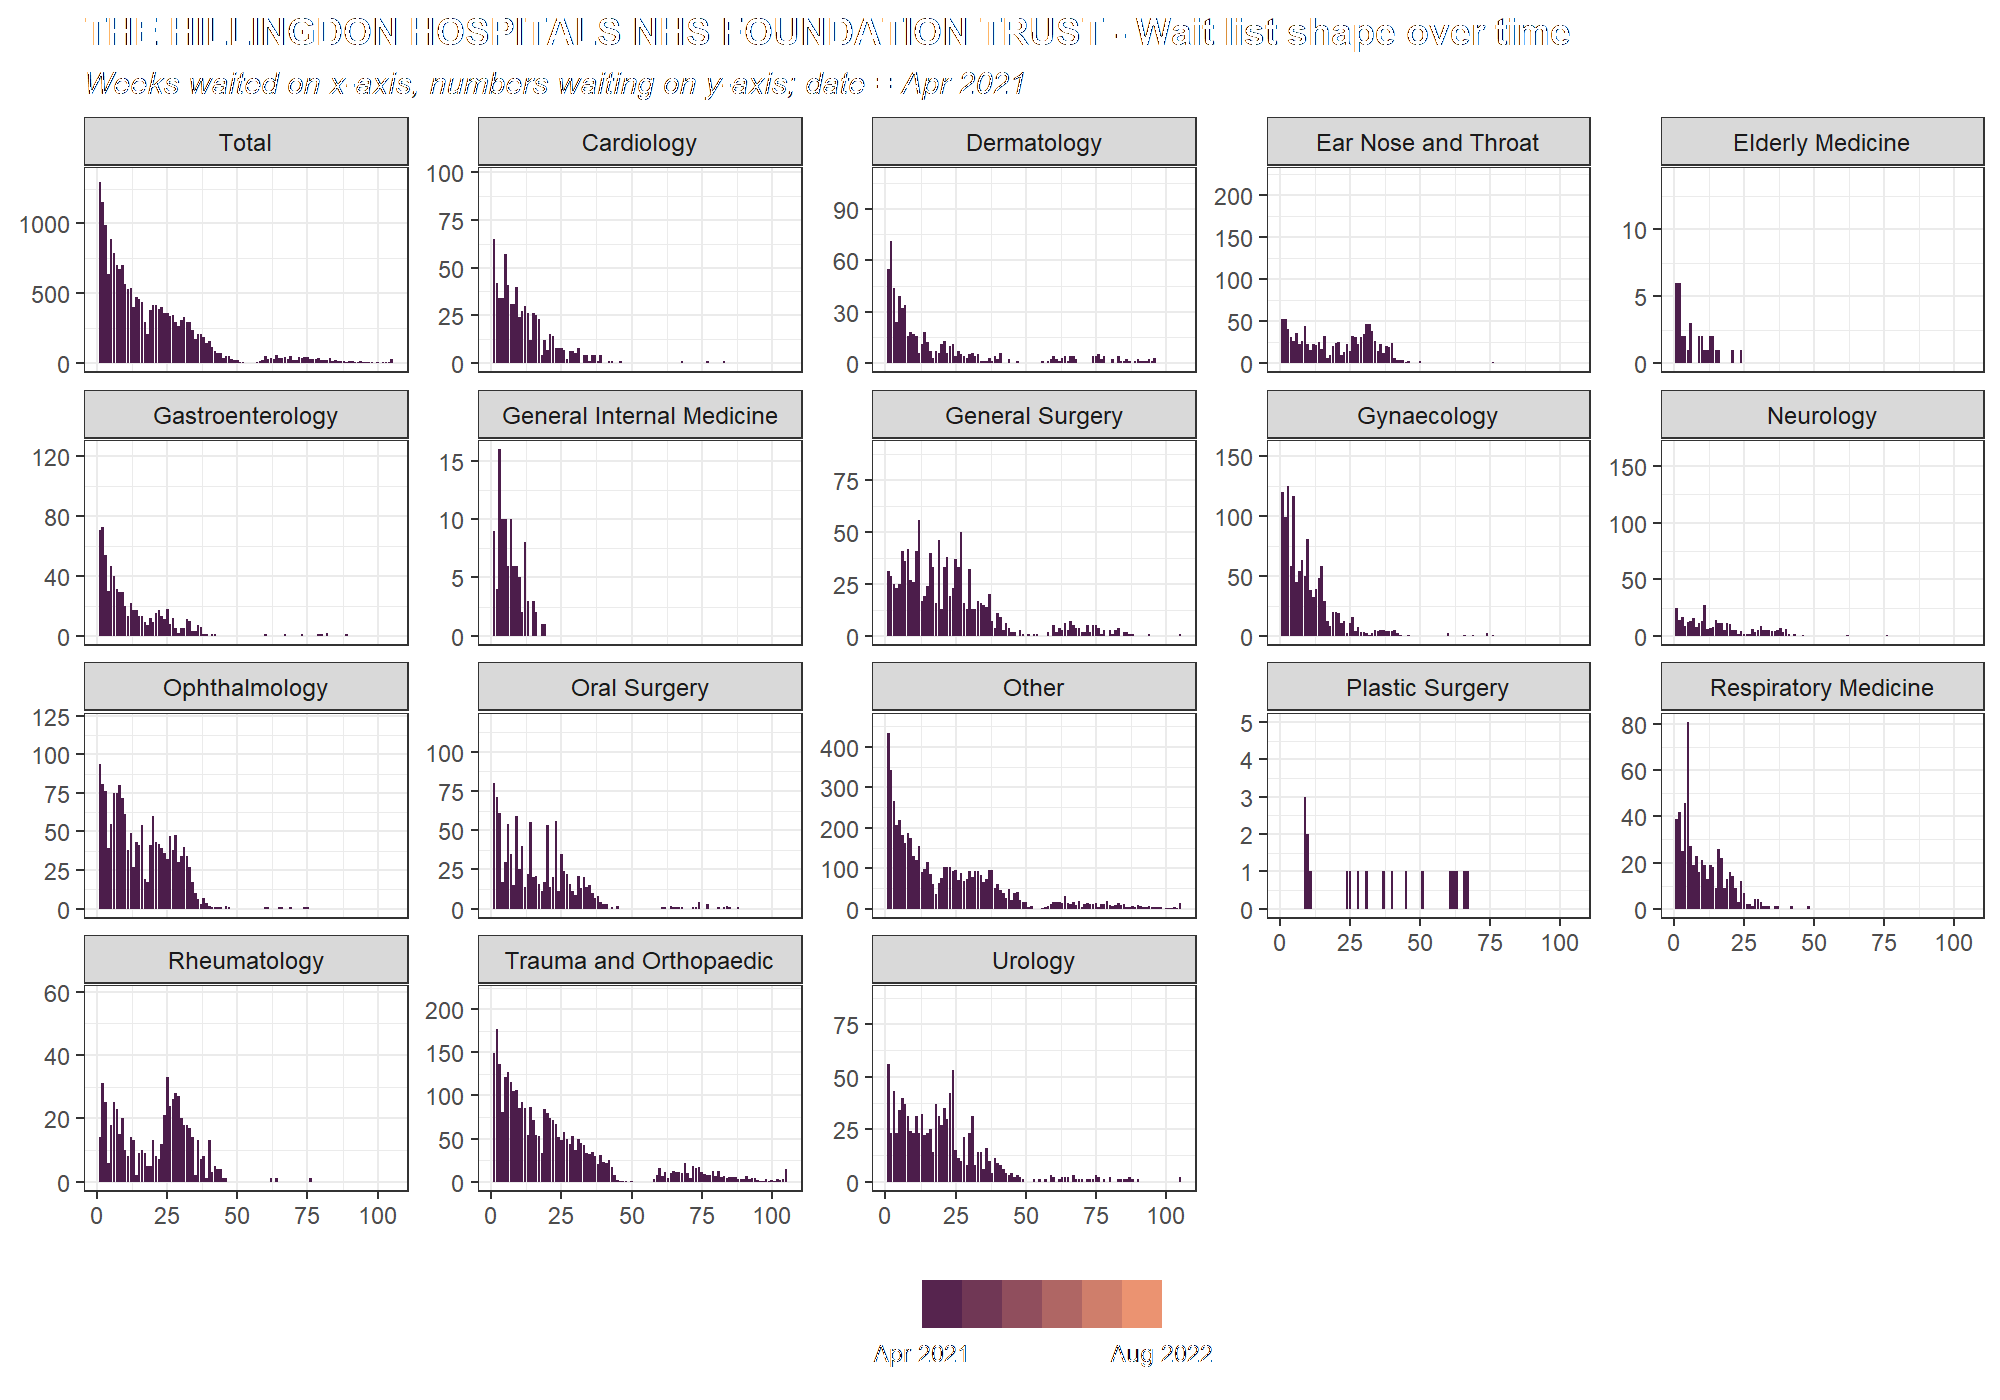 THE HILLINGDON HOSPITALS NHS FOUNDATION TRUST - Wait list shape over time
Weeks waited on x-axis, numbers waiting on y-axis; date = Apr 2021
Total
Cardiology
Dermatology
Ear Nose and Throat
Elderly Medicine
1000
500
0
100
75
50
25
0
90
60
30
0
200
150
100
50
0
10
5
0
Gastroenterology
General Internal Medicine
General Surgery
Gynaecology
Neurology
120
80
40
0
15
10
5
0
75
50
25
0
150
100
50
0
150
100
50
0
Ophthalmology
Oral Surgery
Other
Plastic Surgery
Respiratory Medicine
125
100
75
50
25
0
100
75
50
25
0
400
300
200
100
0
5
4
3
2
1
0
80
60
40
20
0
0 25 50 75 100
0 25 50 75 100
Rheumatology
Trauma and Orthopaedic
Urology
60
40
20
0
200
150
100
50
0
75
50
25
0
0 25 50 75 100
0 25 50 75 100
0 25 50 75 100
Apr 2021
Aug 2022